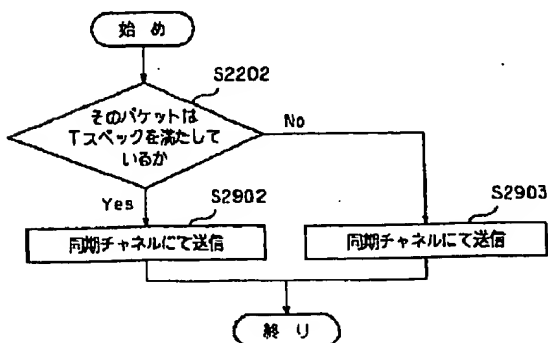 始め
S2202
そのパケットは
Tスペックを満たして
いるか
No
Yes
S2902
S2903
同期チャネルにて送信
同期チャネルにて送信
終り